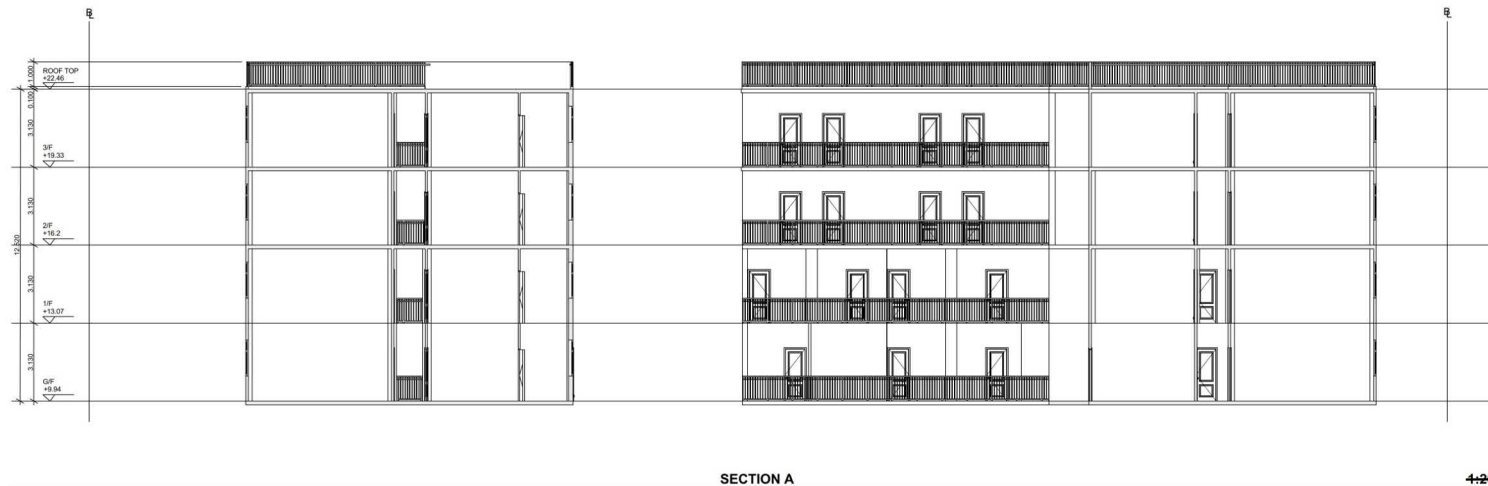 B
B
1.000
ROOF TOP
+22.46
0.100
3.130
3/F
+19.33
3.130
2/F
+16.2
12.520
3.130
1/F
+13.07
3.130
G/F
+9.94
SECTION A